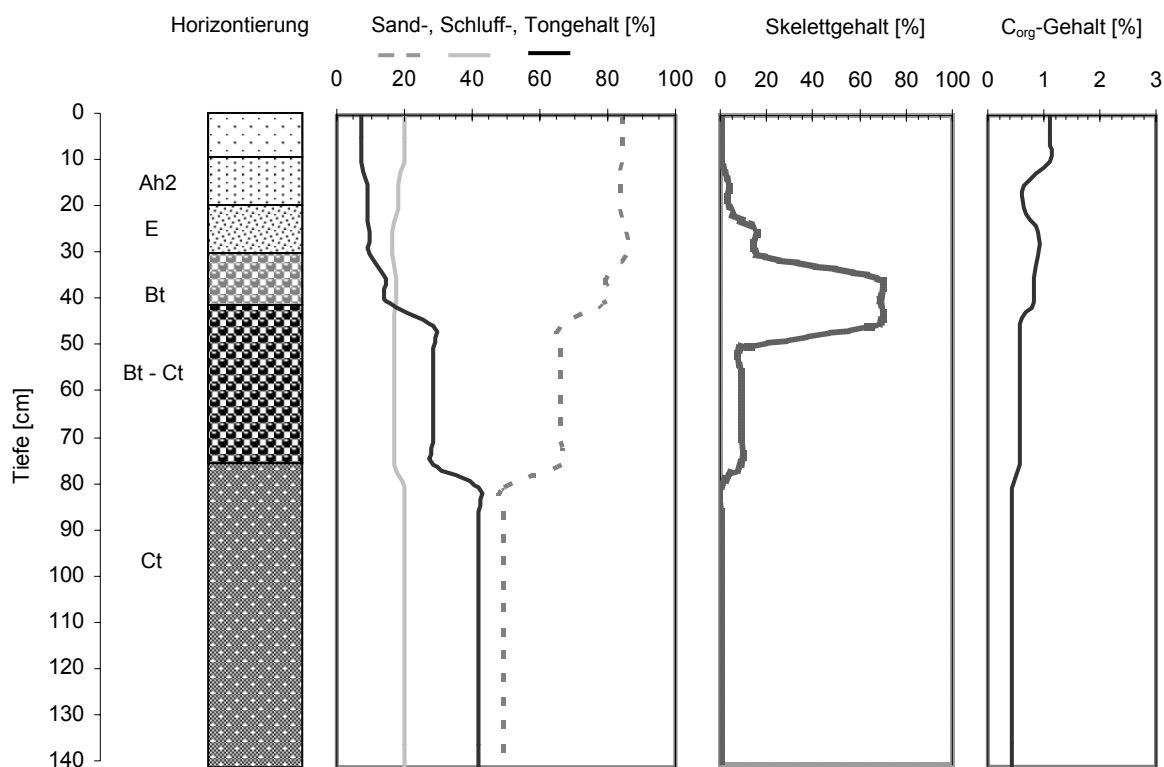 Horizontierung
Sand-, Schluff-, Tongehalt [%]
Skelettgehalt [%]
Corg-Gehalt [%]
0 20 40 60 80 100
0 20 40 60 80 100
0 1 2 3
Tiefe [cm]
0
10
20
30
40
50
60
70
80
90
100
110
120
130
140
Ah2
E
Bt
Bt - Ct
Ct